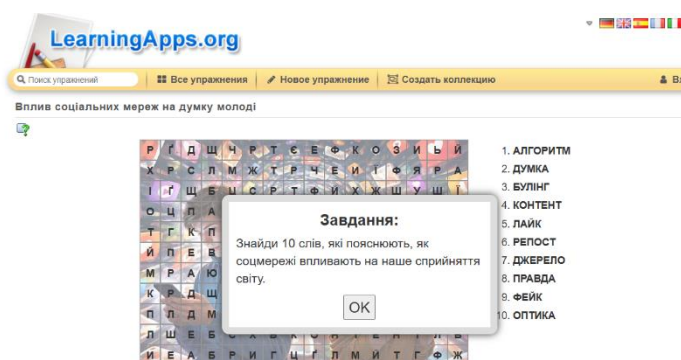 LearningApps.org
Поиск упражнений Все упражнения Новое упражнение Создать коллекцию
Вплив соціальних мереж на думку молоді
Р Ґ Д Щ Ч Р Т Є Е Ф К О З И Ь Й
Х Р С Л М Ж Т Р Ч Е И Ї Ф Я Р А
І Ґ Щ Б Ц С Р Т Ф И Х Ж Ш У Ш Ї
О Ц П А
Т Г К П
Й П Е В
М Р А Ю
К Р Д Щ
П Л Д М
Л Ш Е Б
И Е А Б Р И Г Ц Ґ Л М И Т Г Ф Ж
Завдання:
Знайди 10 слів, які пояснюють, як
соцмережі впливають на наше сприйняття
світу.
OK
1. АЛГОРИТМ
2. ДУМКА
3. БУЛІНГ
4. КОНТЕНТ
5. ЛАЙК
6. РЕПОСТ
7. ДЖЕРЕЛО
8. ПРАВДА
9. ФЕЙК
10. ОПТИКА